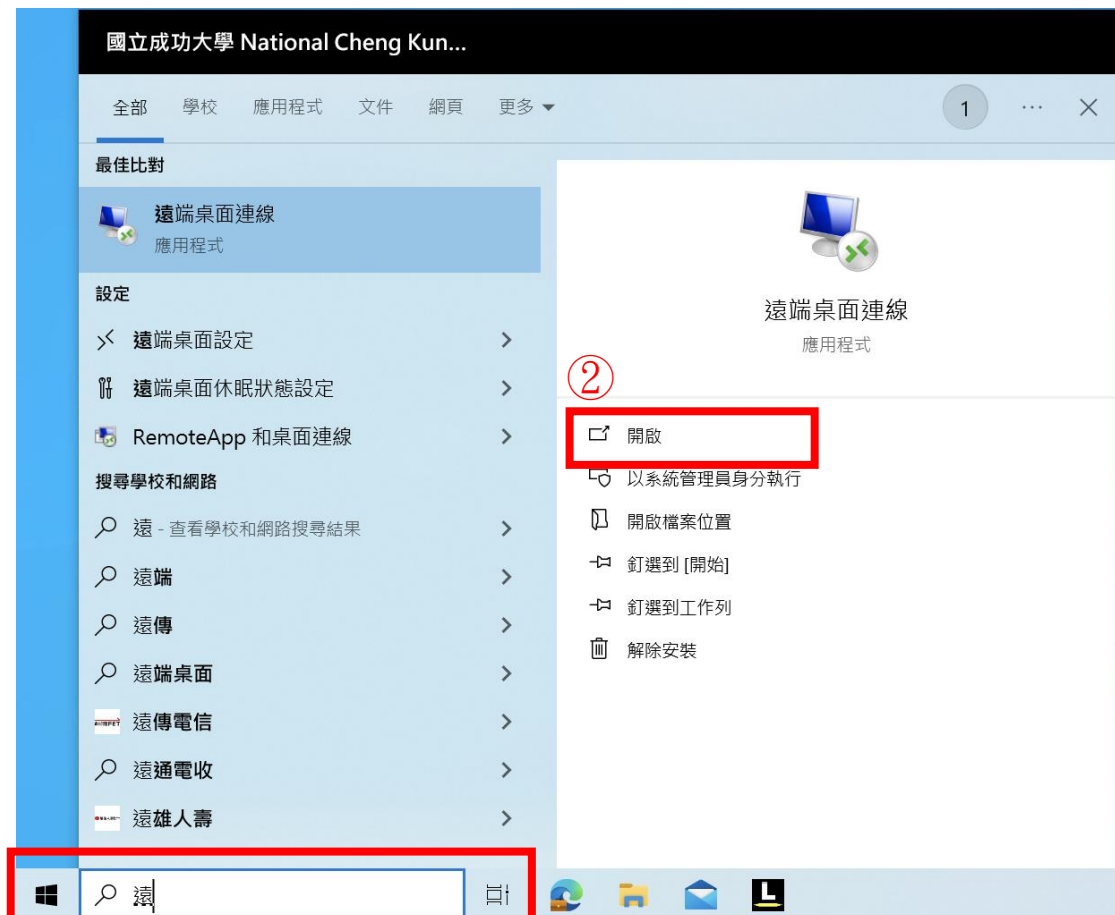 國立成功大學 National Cheng Kun...
全部 學校 應用程式 文件 網頁 更多 1 ...
最佳比對
遠端桌面連線
應用程式
設定
遠端桌面設定
遠端桌面休眠狀態設定
RemoteApp 和桌面連線
搜尋學校和網路
遠 - 查看學校和網路搜尋結果
遠端
遠傳
遠端桌面
遠傳電信
遠通電收
遠雄人壽
遠端桌面連線
應用程式
②
開啟
以系統管理員身分執行
開啟檔案位置
釘選到 [開始]
釘選到工作列
解除安裝
遠
L